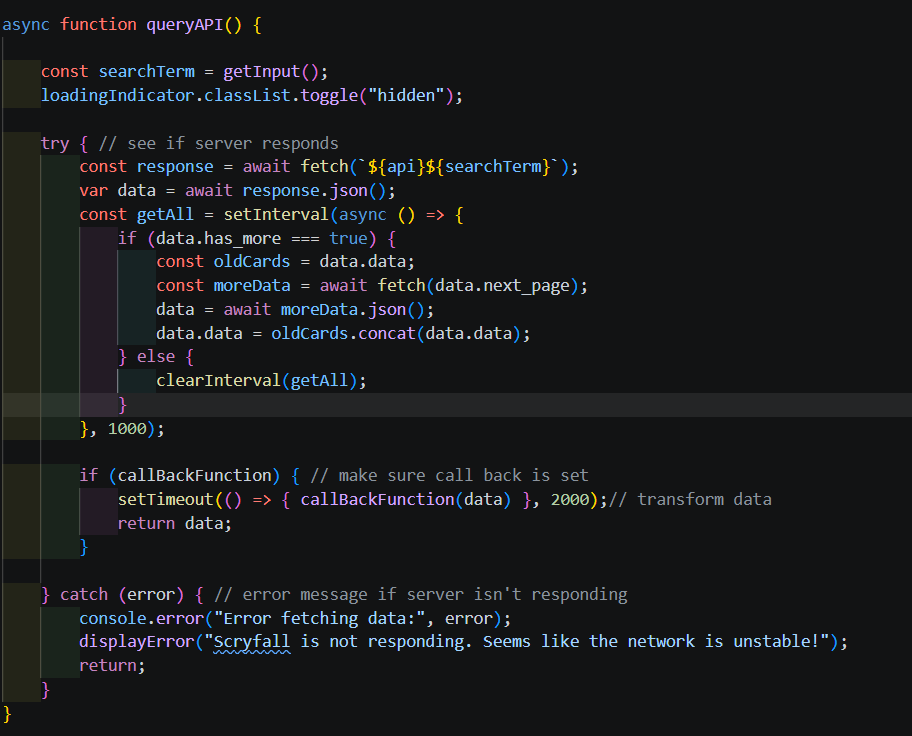 async function queryAPI() {
const searchTerm = getInput();
loadingIndicator.classList.toggle("hidden");
try { // see if server responds
const response = await fetch(`${api}${searchTerm}`);
var data = await response.json();
const getAll = setInterval(async () => {
if (data.has_more === true) {
const oldCards = data.data;
const moreData = await fetch(data.next_page);
data = await moreData.json();
data.data = oldCards.concat(data.data);
} else {
clearInterval(getAll);
}
}, 1000);
if (callBackFunction) { // make sure call back is set
setTimeout(() => { callBackFunction(data) }, 2000);// transform data
return data;
}
} catch (error) { // error message if server isn't responding
console.error("Error fetching data:", error);
displayError("Scryfall is not responding. Seems like the network is unstable!");
return;
}
}